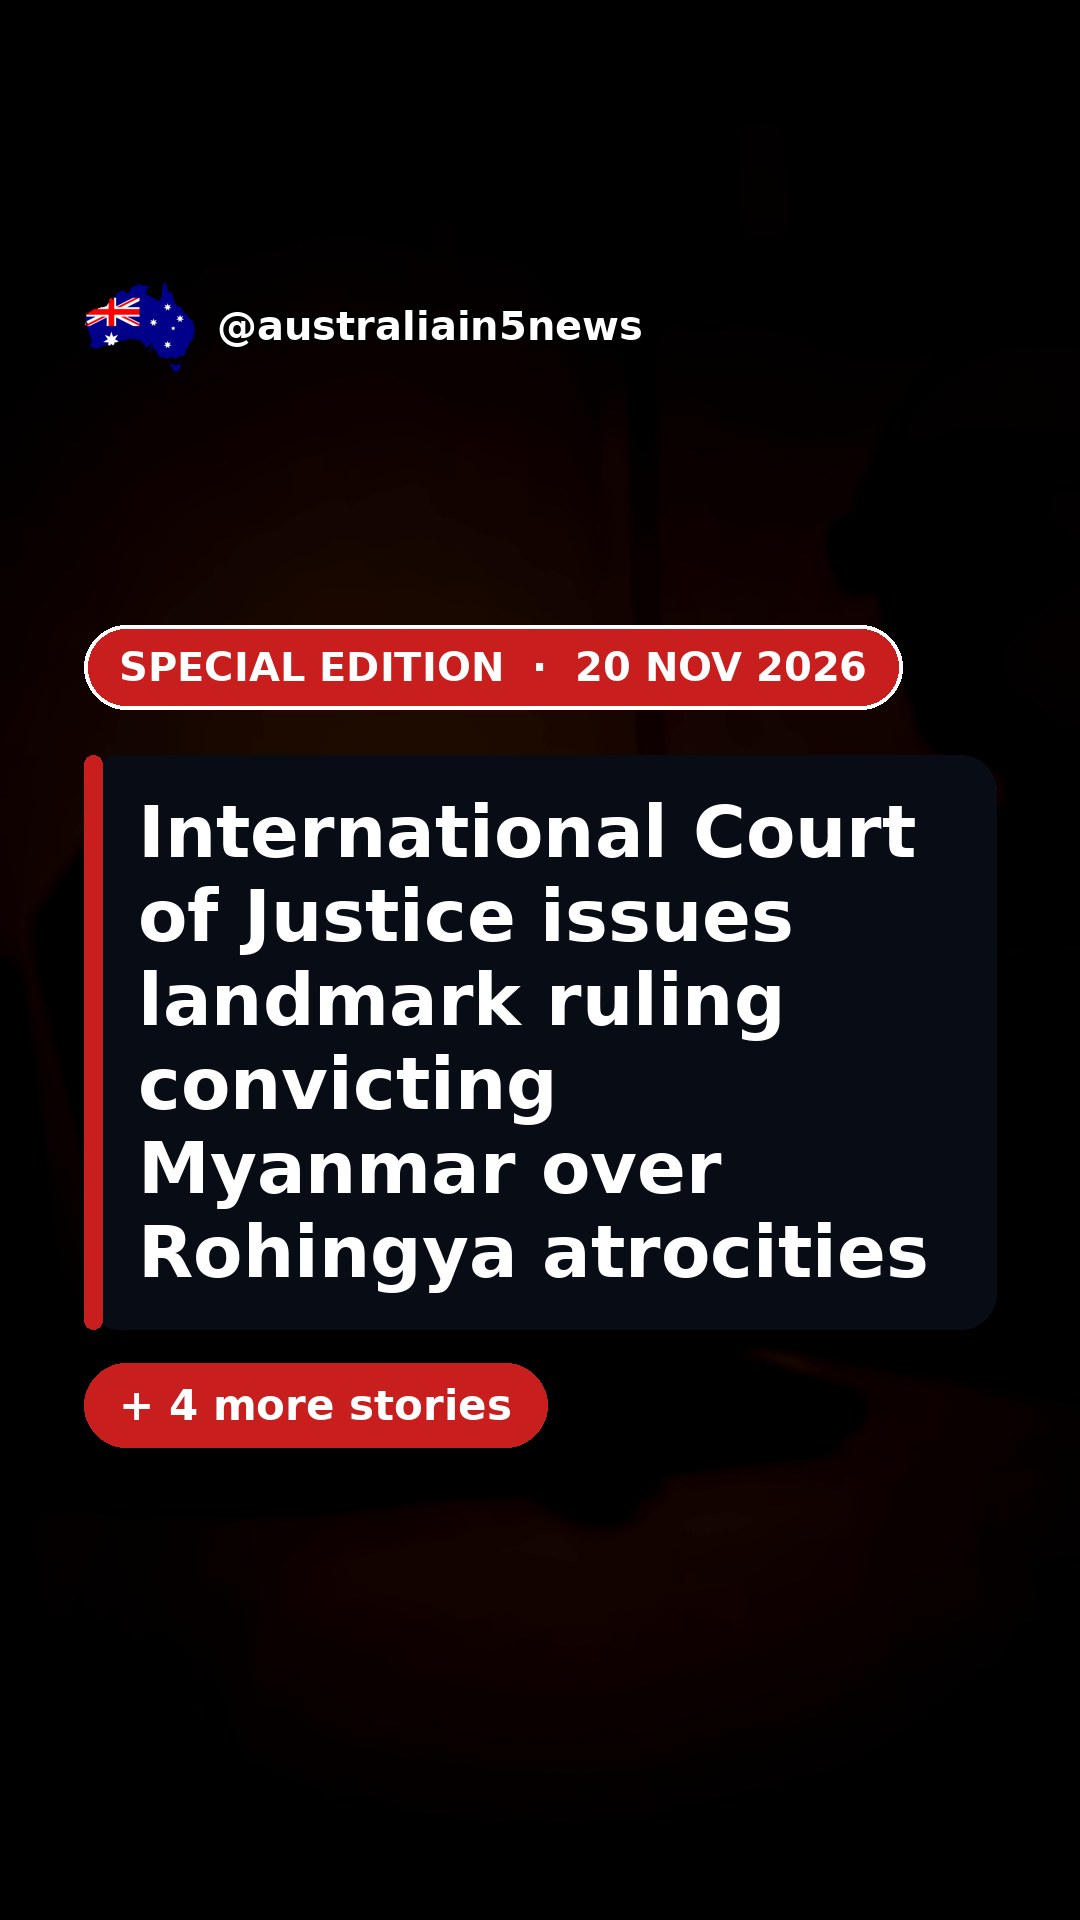 @australiain5news
SPECIAL EDITION · 20 NOV 2026
International Court
of Justice issues
landmark ruling
convicting
Myanmar over
Rohingya atrocities
+ 4 more stories